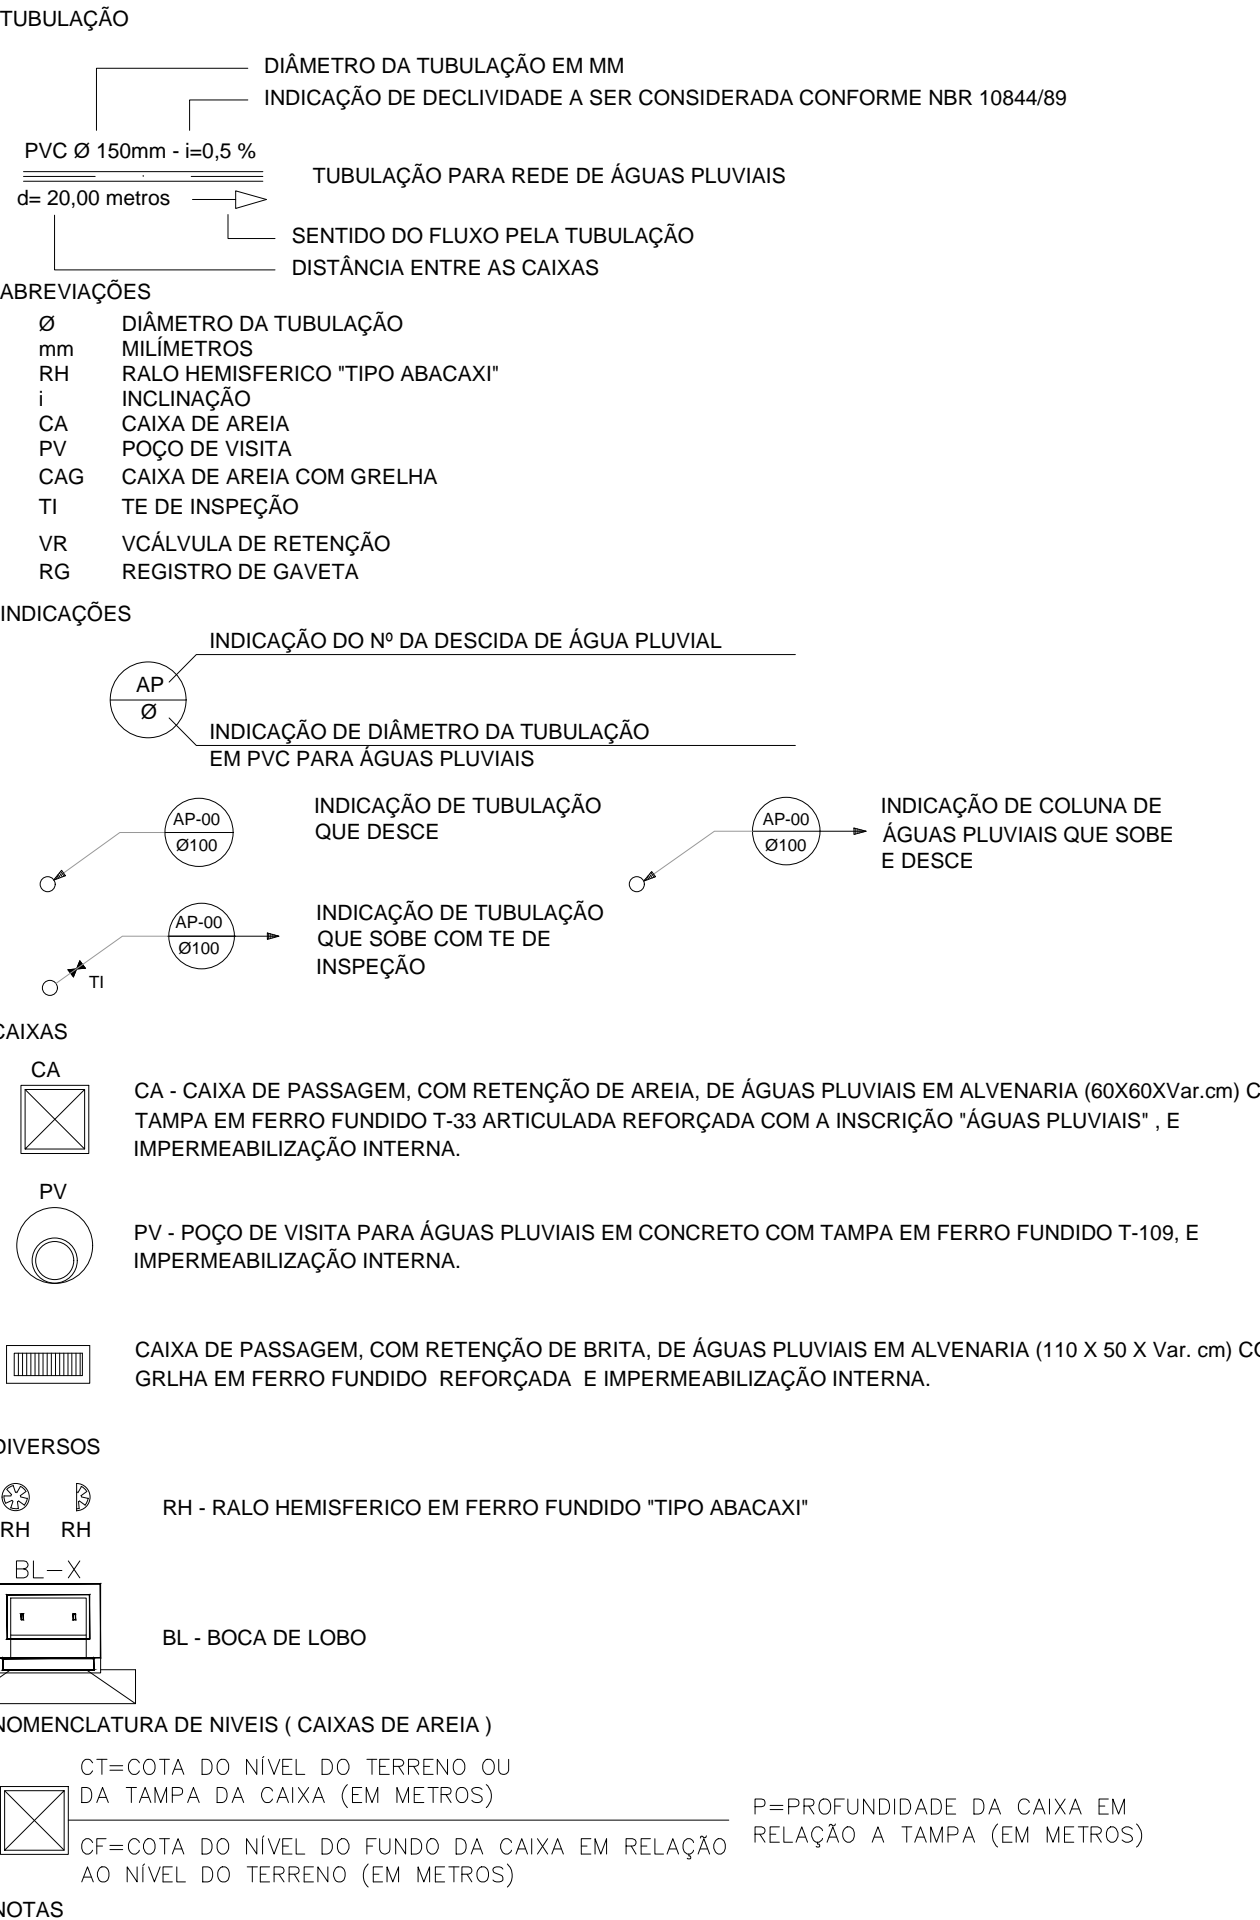 TUBULAÇÃO
DIÂMETRO DA TUBULAÇÃO EM MM
INDICAÇÃO DE DECLIVIDADE A SER CONSIDERADA CONFORME NBR 10844/89
PVC Ø 150mm - i=0,5 %
TUBULAÇÃO PARA REDE DE ÁGUAS PLUVIAIS
d= 20,00 metros
SENTIDO DO FLUXO PELA TUBULAÇÃO
DISTÂNCIA ENTRE AS CAIXAS
ABREVIAÇÕES
Ø DIÂMETRO DA TUBULAÇÃO
mm MILÍMETROS
RH RALO HEMISFERICO "TIPO ABACAXI"
i INCLINAÇÃO
CA CAIXA DE AREIA
PV POÇO DE VISITA
CAG CAIXA DE AREIA COM GRELHA
TI TE DE INSPEÇÃO
VR VCÁLVULA DE RETENÇÃO
RG REGISTRO DE GAVETA
INDICAÇÕES
INDICAÇÃO DO Nº DA DESCIDA DE ÁGUA PLUVIAL
AP
Ø
INDICAÇÃO DE DIÂMETRO DA TUBULAÇÃO
EM PVC PARA ÁGUAS PLUVIAIS
AP-00
Ø100
INDICAÇÃO DE TUBULAÇÃO
QUE DESCE
AP-00
Ø100
INDICAÇÃO DE COLUNA DE
ÁGUAS PLUVIAIS QUE SOBE
E DESCE
AP-00
Ø100
TI
INDICAÇÃO DE TUBULAÇÃO
QUE SOBE COM TE DE
INSPEÇÃO
CAIXAS
CA
CA - CAIXA DE PASSAGEM, COM RETENÇÃO DE AREIA, DE ÁGUAS PLUVIAIS EM ALVENARIA (60X60XVar.cm) C
TAMPA EM FERRO FUNDIDO T-33 ARTICULADA REFORÇADA COM A INSCRIÇÃO "ÁGUAS PLUVIAIS" , E
IMPERMEABILIZAÇÃO INTERNA.
PV
PV - POÇO DE VISITA PARA ÁGUAS PLUVIAIS EM CONCRETO COM TAMPA EM FERRO FUNDIDO T-109, E
IMPERMEABILIZAÇÃO INTERNA.
CAIXA DE PASSAGEM, COM RETENÇÃO DE BRITA, DE ÁGUAS PLUVIAIS EM ALVENARIA (110 X 50 X Var. cm) CO
GRLHA EM FERRO FUNDIDO REFORÇADA E IMPERMEABILIZAÇÃO INTERNA.
DIVERSOS
RH RH
RH - RALO HEMISFERICO EM FERRO FUNDIDO "TIPO ABACAXI"
BL-X
BL - BOCA DE LOBO
NOMENCLATURA DE NIVEIS ( CAIXAS DE AREIA )
CT=COTA DO NÍVEL DO TERRENO OU
DA TAMPA DA CAIXA (EM METROS)
CF=COTA DO NÍVEL DO FUNDO DA CAIXA EM RELAÇÃO
AO NÍVEL DO TERRENO (EM METROS)
P=PROFUNDIDADE DA CAIXA EM
RELAÇÃO A TAMPA (EM METROS)
NOTAS